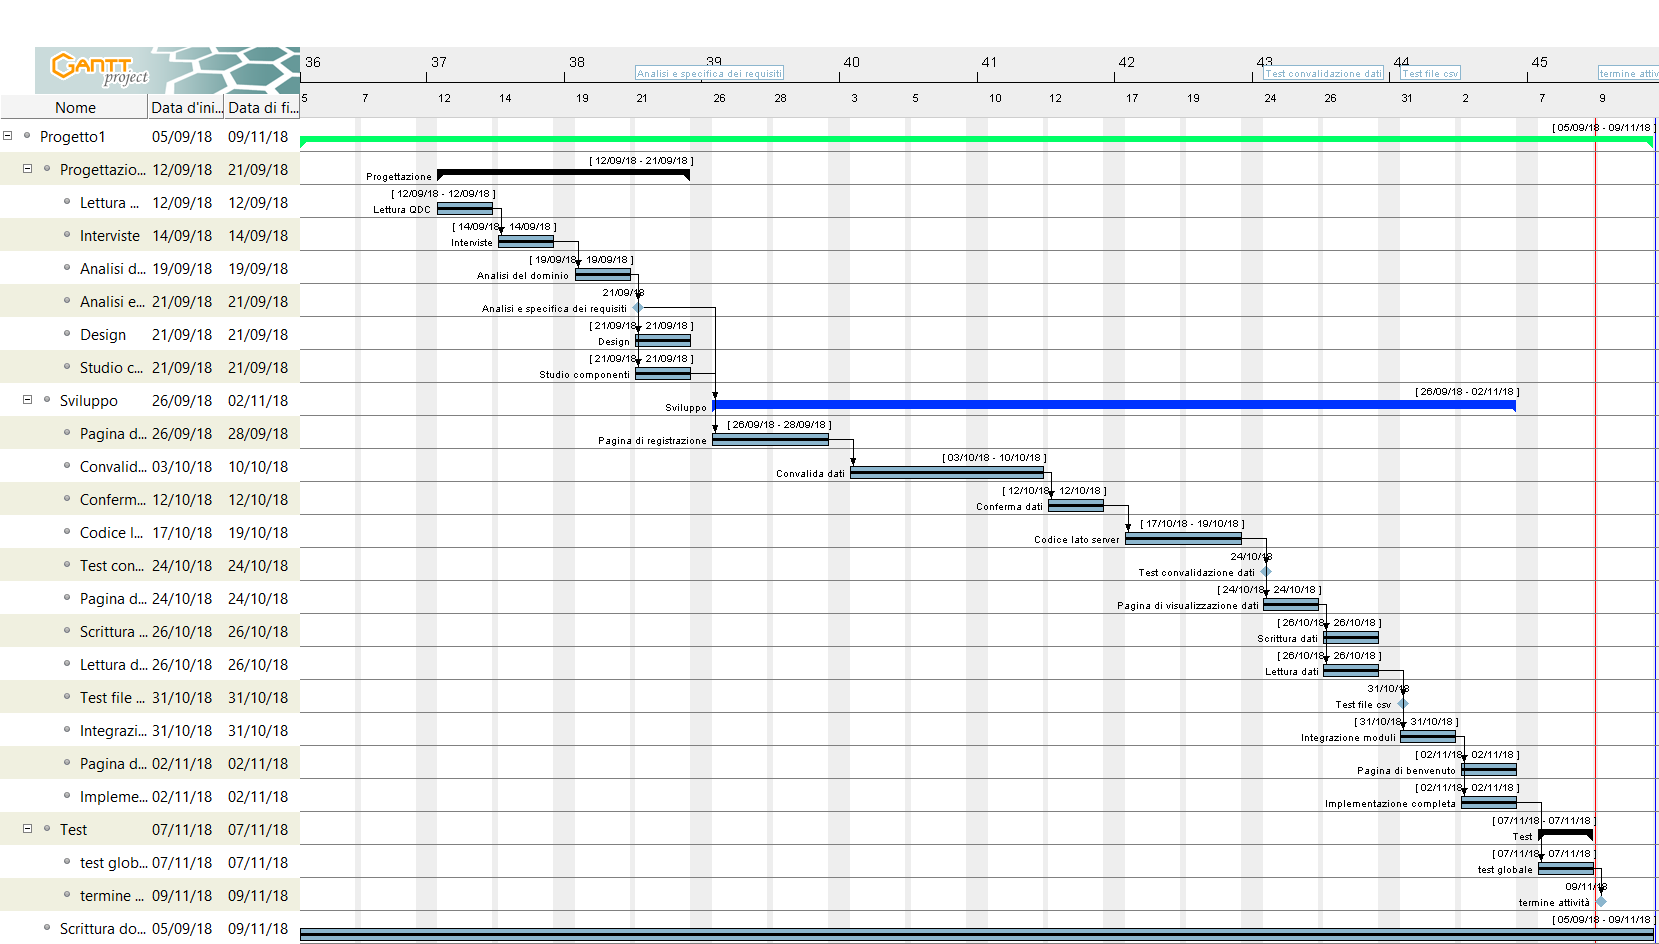 GANTT
project
36 37 38 39 40 41 42 43 44 45
Analisi e specifica dei requisiti Test convalidazione dati Test file csv termine attivi
Nome Data d'ini... Data di fi...
5 7 12 14 19 21 26 28 3 5 10 12 17 19 24 26 31 2 7 9
[ 05/09/18 - 09/11/18 ]
Progetto1 05/09/18 09/11/18
[ 12/09/18 - 21/09/18 ]
Progettazio... 12/09/18 21/09/18 Progettazione
[ 12/09/18 - 12/09/18 ]
Lettura ... 12/09/18 12/09/18 Lettura QDC
[ 14/09/18 - 14/09/18 ]
Interviste 14/09/18 14/09/18 Interviste
[ 19/09/18 - 19/09/18 ]
Analisi d... 19/09/18 19/09/18 Analisi del dominio
21/09/18
Analisi e... 21/09/18 21/09/18 Analisi e specifica dei requisiti
[ 21/09/18 - 21/09/18 ]
Design 21/09/18 21/09/18 Design
[ 21/09/18 - 21/09/18 ]
Studio c... 21/09/18 21/09/18 Studio componenti
[ 26/09/18 - 02/11/18 ]
Sviluppo 26/09/18 02/11/18 Sviluppo
[ 26/09/18 - 28/09/18 ]
Pagina d... 26/09/18 28/09/18 Pagina di registrazione
[ 03/10/18 - 10/10/18 ]
Convalid... 03/10/18 10/10/18 Convalida dati
[ 12/10/18 - 12/10/18 ]
Conferm... 12/10/18 12/10/18 Conferma dati
[ 17/10/18 - 19/10/18 ]
Codice l... 17/10/18 19/10/18 Codice lato server
24/10/18
Test con... 24/10/18 24/10/18 Test convalidazione dati
[ 24/10/18 - 24/10/18 ]
Pagina d... 24/10/18 24/10/18 Pagina di visualizzazione dati
[ 26/10/18 - 26/10/18 ]
Scrittura ... 26/10/18 26/10/18 Scrittura dati
[ 26/10/18 - 26/10/18 ]
Lettura d... 26/10/18 26/10/18 Lettura dati
31/10/18
Test file ... 31/10/18 31/10/18 Test file csv
[ 31/10/18 - 31/10/18 ]
Integrazi... 31/10/18 31/10/18 Integrazione moduli
[ 02/11/18 - 02/11/18 ]
Pagina d... 02/11/18 02/11/18 Pagina di benvenuto
[ 02/11/18 - 02/11/18 ]
Impleme... 02/11/18 02/11/18 Implementazione completa
[ 07/11/18 - 07/11/18 ]
Test 07/11/18 07/11/18 Test
[ 07/11/18 - 07/11/18 ]
test glob... 07/11/18 07/11/18 test globale
09/11/18
termine ... 09/11/18 09/11/18 termine attività
[ 05/09/18 - 09/11/18 ]
Scrittura do... 05/09/18 09/11/18